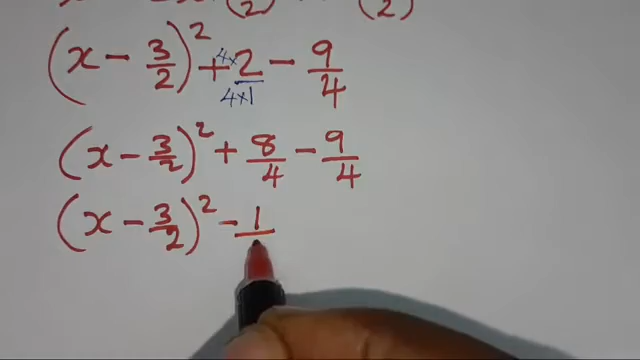 (x - 3/2)² + 4×2/4×1 - 9/4
(x - 3/2)² + 8/4 - 9/4
(x - 3/2)² - 1/